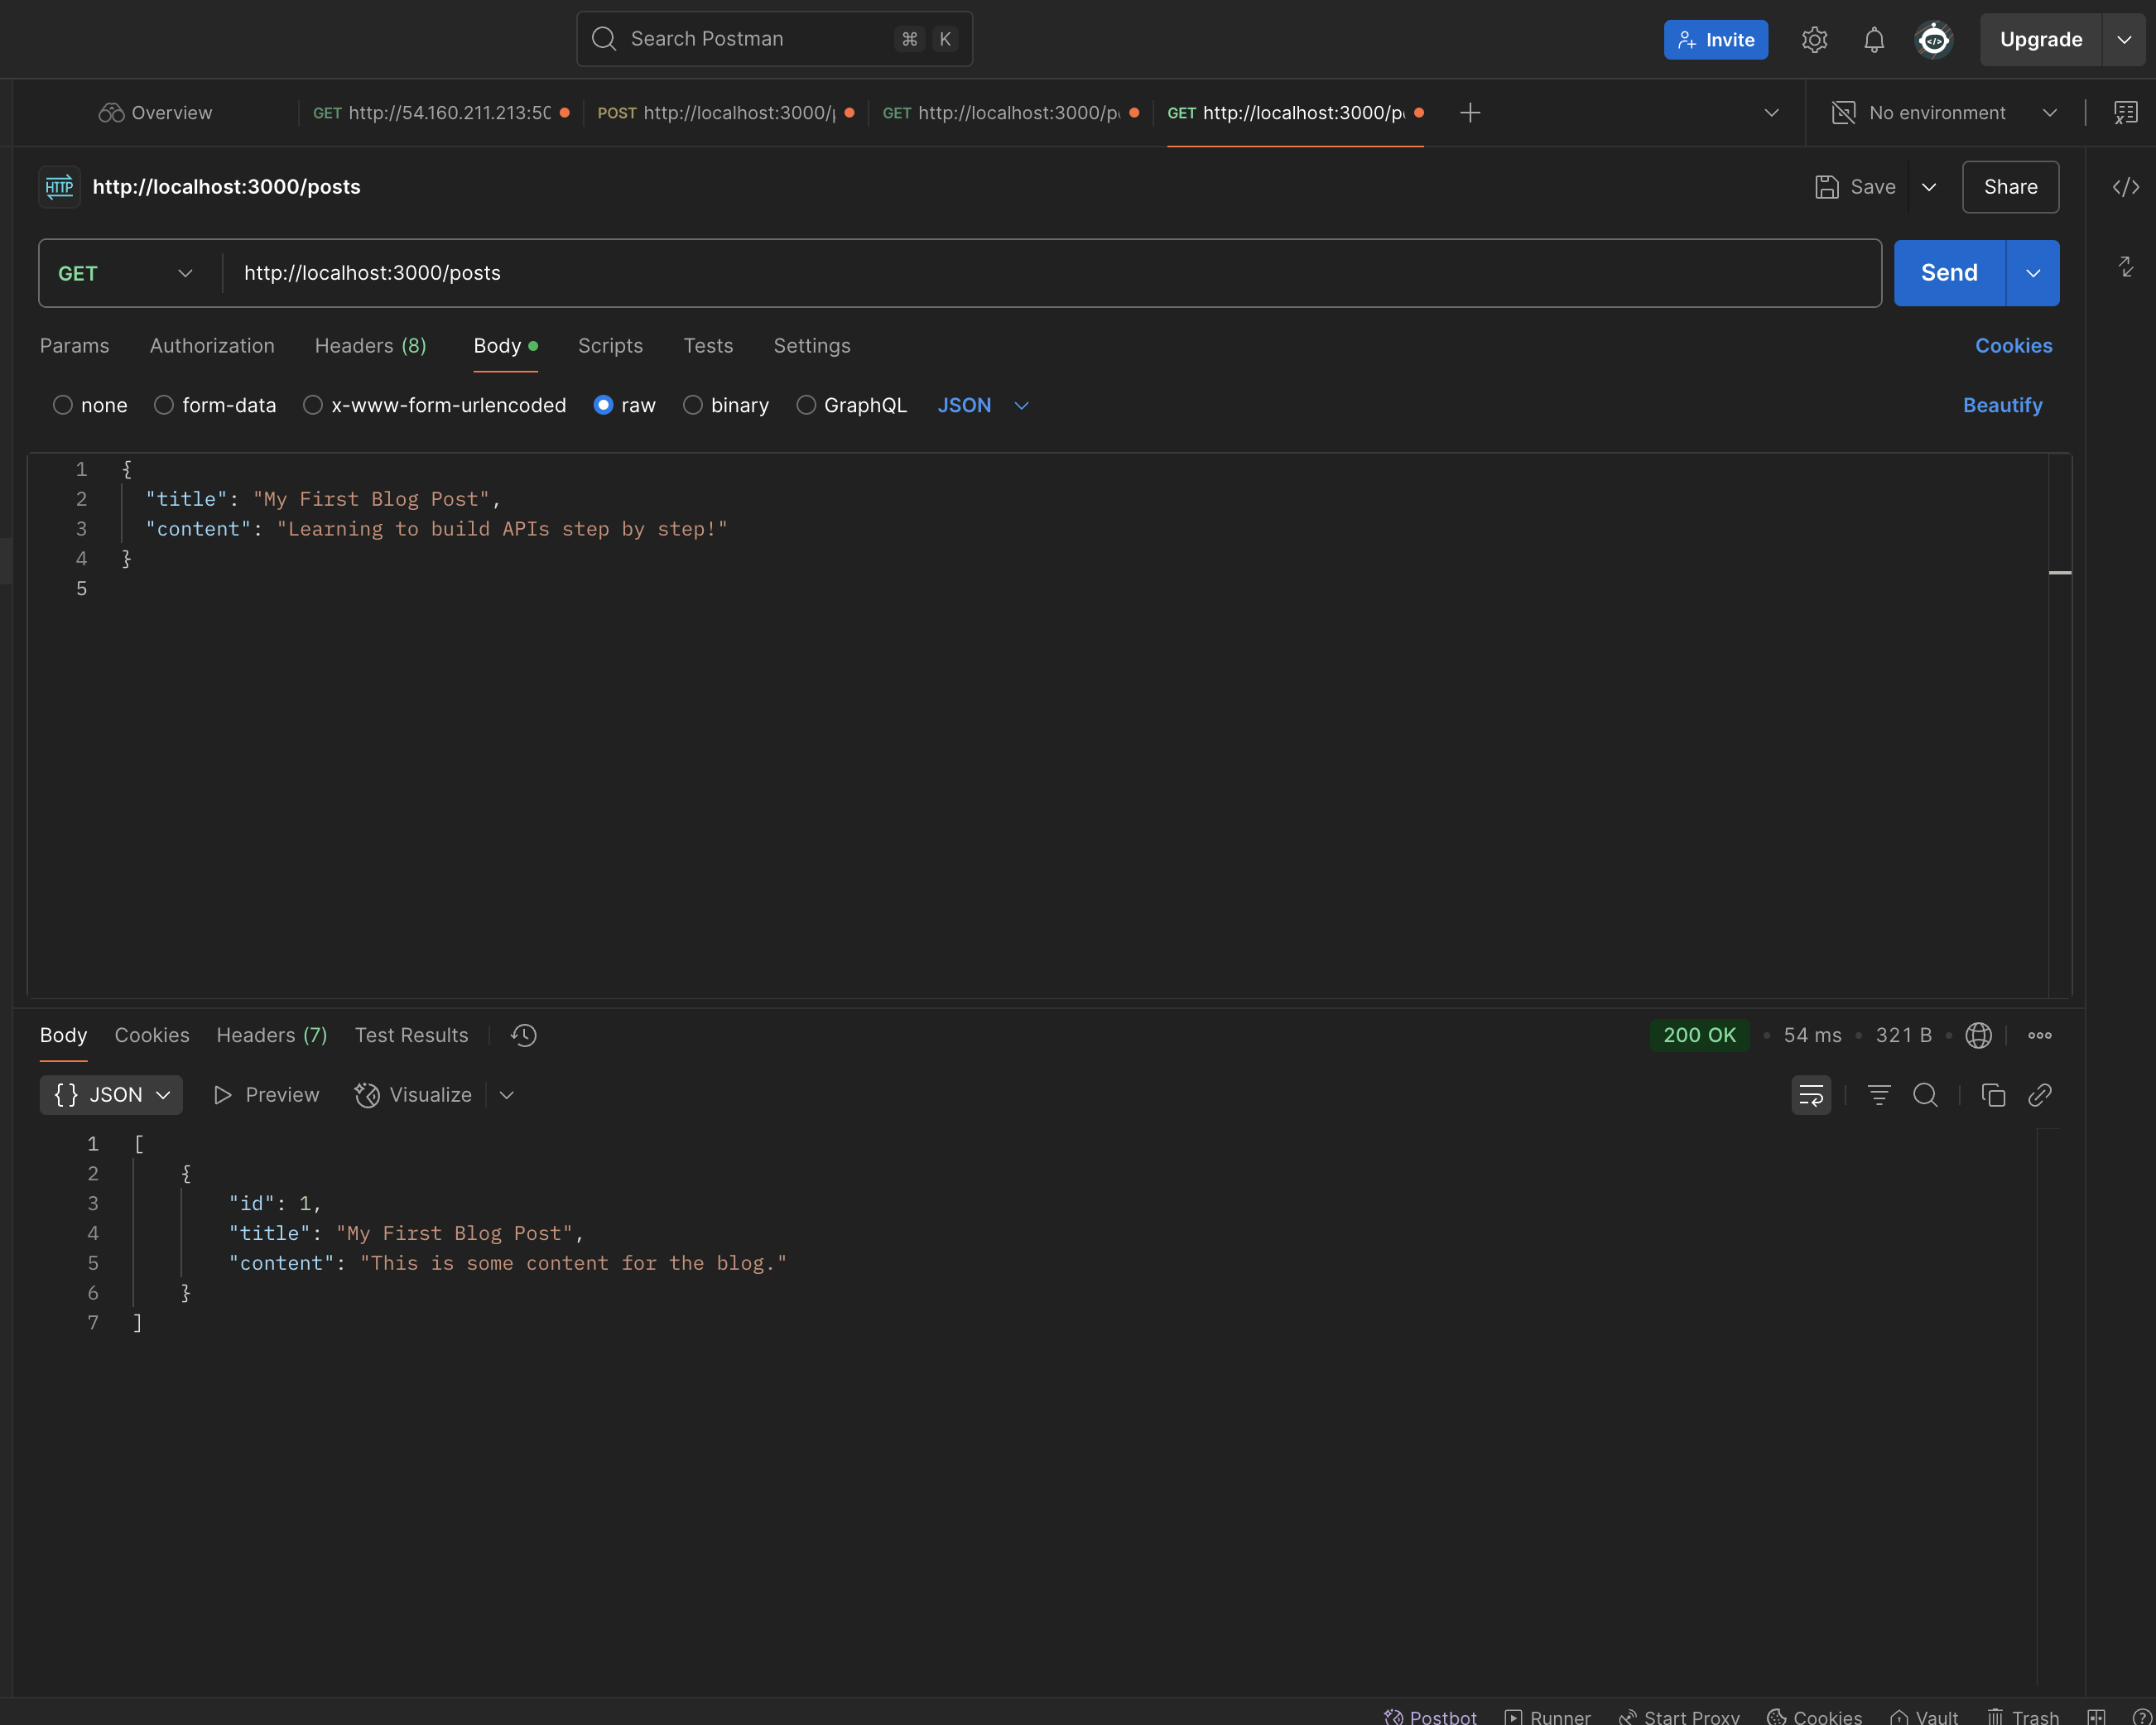 Search Postman ⌘ K Invite Upgrade
Overview GET http://54.160.211.213:50 POST http://localhost:3000/p GET http://localhost:3000/p GET http://localhost:3000/p No environment
HTTP http://localhost:3000/posts Save Share
GET http://localhost:3000/posts Send
Params Authorization Headers (8) Body Scripts Tests Settings Cookies
none form-data x-www-form-urlencoded raw binary GraphQL JSON Beautify
1 {
2 "title": "My First Blog Post",
3 "content": "Learning to build APIs step by step!"
4 }
5
Body Cookies Headers (7) Test Results 200 OK • 54 ms • 321 B
{} JSON Preview Visualize
1 [
2 {
3 "id": 1,
4 "title": "My First Blog Post",
5 "content": "This is some content for the blog."
6 }
7 ]
Postbot Runner Start Proxy Cookies Vault Trash